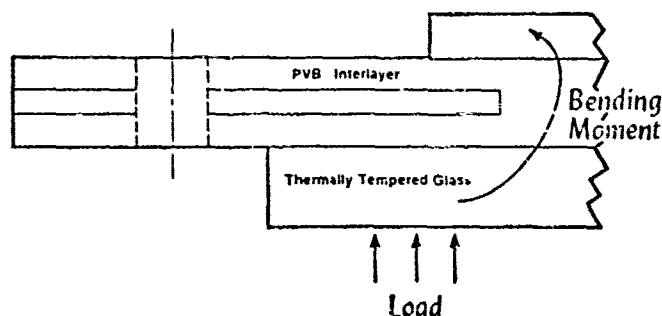 PVB Interlayer
Bending
Moment
Thermally Tempered Glass
Load